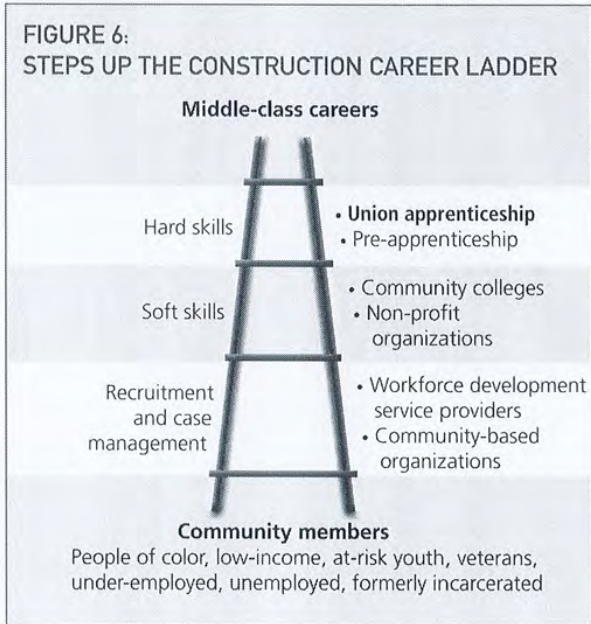 FIGURE 6:
STEPS UP THE CONSTRUCTION CAREER LADDER
Middle-class careers
Hard skills
• Union apprenticeship
• Pre-apprenticeship
Soft skills
• Community colleges
• Non-profit
organizations
Recruitment
and case
management
• Workforce development
service providers
• Community-based
organizations
Community members
People of color, low-income, at-risk youth, veterans,
under-employed, unemployed, formerly incarcerated